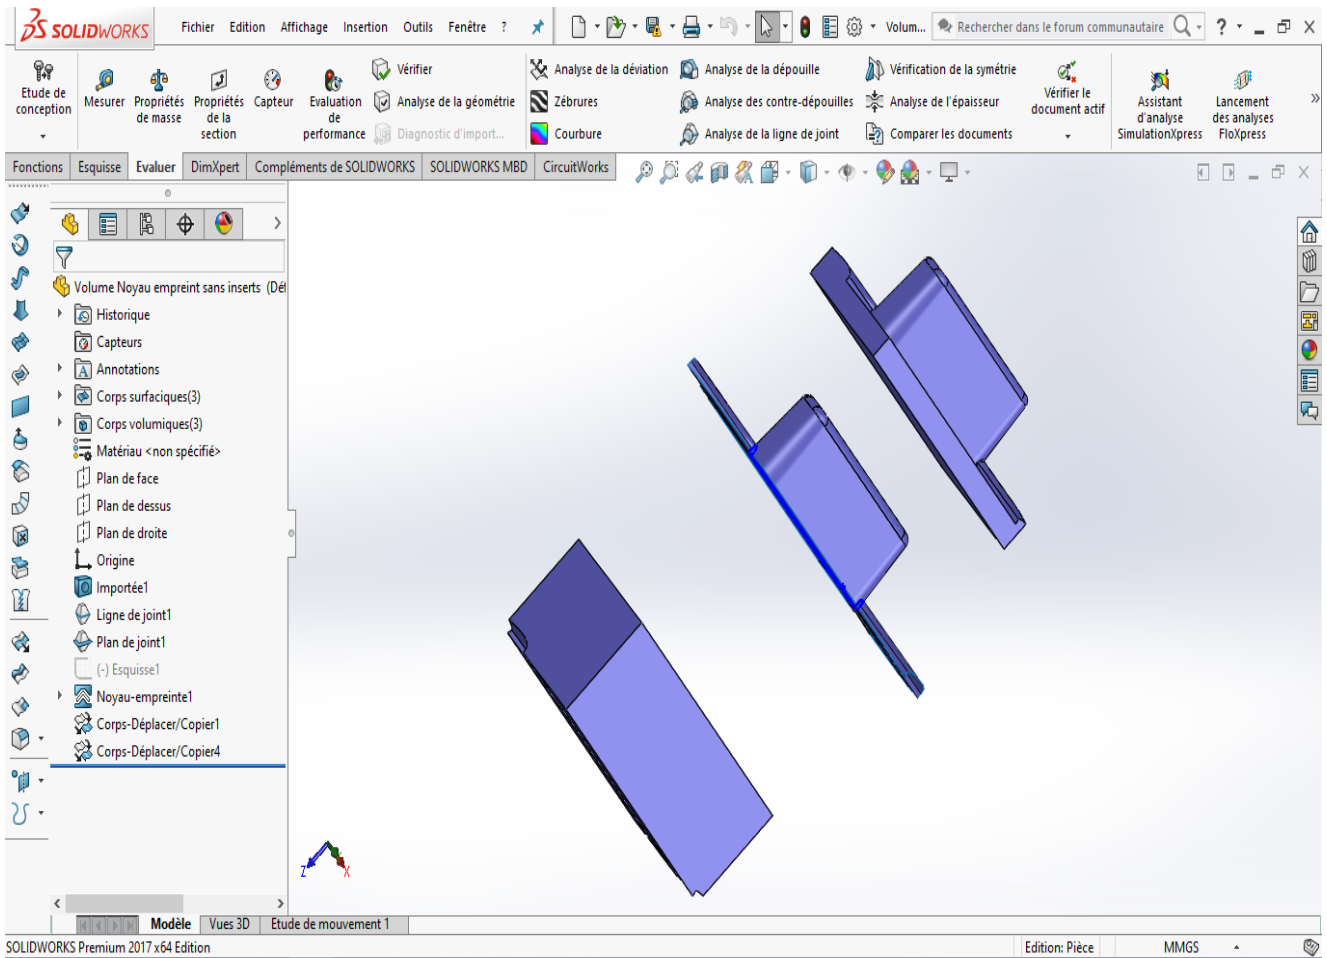 SOLIDWORKS Fichier Edition Affichage Insertion Outils Fenêtre ? Volum... Rechercher dans le forum communautaire ?
Etude de conception
Mesurer
Propriétés de masse
Propriétés de la section
Capteur
Evaluation de performance
Vérifier
Analyse de la géométrie
Diagnostic d'import...
Analyse de la déviation
Zébrures
Courbure
Analyse de la dépouille
Analyse des contre-dépouilles
Analyse de la ligne de joint
Vérification de la symétrie
Analyse de l'épaisseur
Comparer les documents
Vérifier le document actif
Assistant d'analyse SimulationXpress
Lancement des analyses FloXpress
»
Fonctions Esquisse Evaluer DimXpert Compléments de SOLIDWORKS SOLIDWORKS MBD CircuitWorks
Volume Noyau empreint sans inserts (Dé
Historique
Capteurs
Annotations
Corps surfaciques(3)
Corps volumiques(3)
Matériau <non spécifié>
Plan de face
Plan de dessus
Plan de droite
Origine
Importée1
Ligne de joint1
Plan de joint1
(-) Esquisse1
Noyau-empreinte1
Corps-Déplacer/Copier1
Corps-Déplacer/Copier4
Z X
Modèle Vues 3D Etude de mouvement 1
SOLIDWORKS Premium 2017 x64 Edition Edition: Pièce MMGS